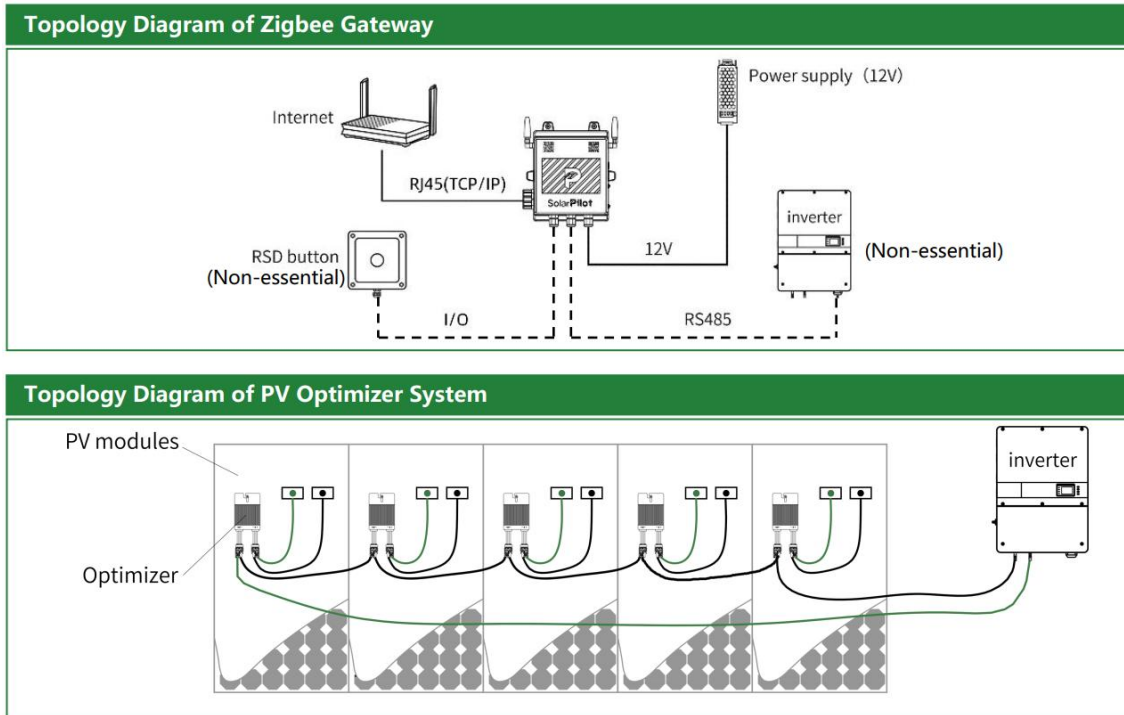 Topology Diagram of Zigbee Gateway
Power supply（12V）
Internet
RJ45(TCP/IP)
P
SolarPilot
inverter
(Non-essential)
RSD button
(Non-essential)
12V
I/O
RS485
Topology Diagram of PV Optimizer System
PV modules
inverter
Optimizer